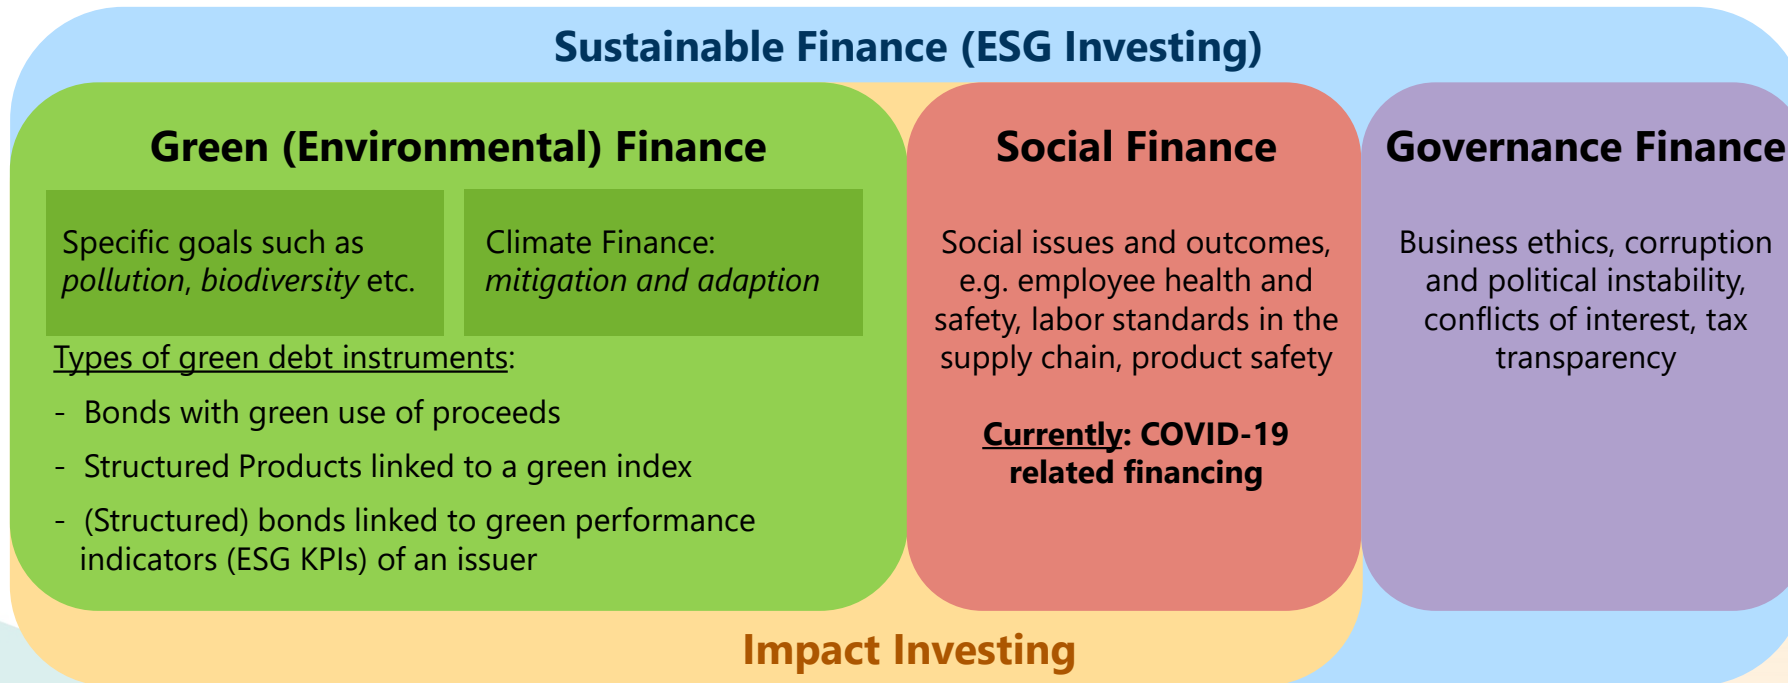 Sustainable Finance (ESG Investing)
Green (Environmental) Finance
Specific goals such as
pollution, biodiversity etc.
Climate Finance:
mitigation and adaption
Types of green debt instruments:
- Bonds with green use of proceeds
- Structured Products linked to a green index
- (Structured) bonds linked to green performance
indicators (ESG KPIs) of an issuer
Social Finance
Social issues and outcomes,
e.g. employee health and
safety, labor standards in the
supply chain, product safety
Currently: COVID-19
related financing
Governance Finance
Business ethics, corruption
and political instability,
conflicts of interest, tax
transparency
Impact Investing